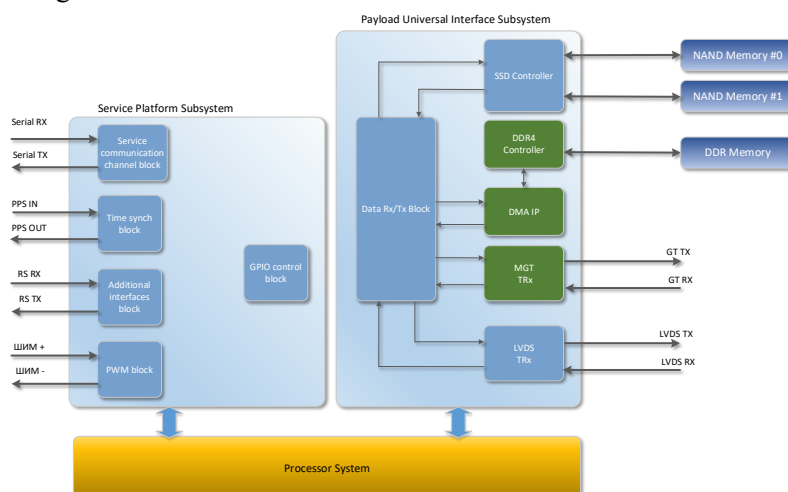 Payload Universal Interface Subsystem
SSD Controller
NAND Memory #0
NAND Memory #1
Service Platform Subsystem
Serial RX
Serial TX
Service
communication
channel block
DDR4
Controller
DDR Memory
PPS IN
PPS OUT
Time synch
block
Data Rx/Tx Block
DMA IP
GPIO control
block
MGT
TRx
GT TX
GT RX
RS RX
RS TX
Additional
interfaces
block
LVDS
TRx
LVDS TX
LVDS RX
ШИМ +
ШИМ -
PWM block
Processor System